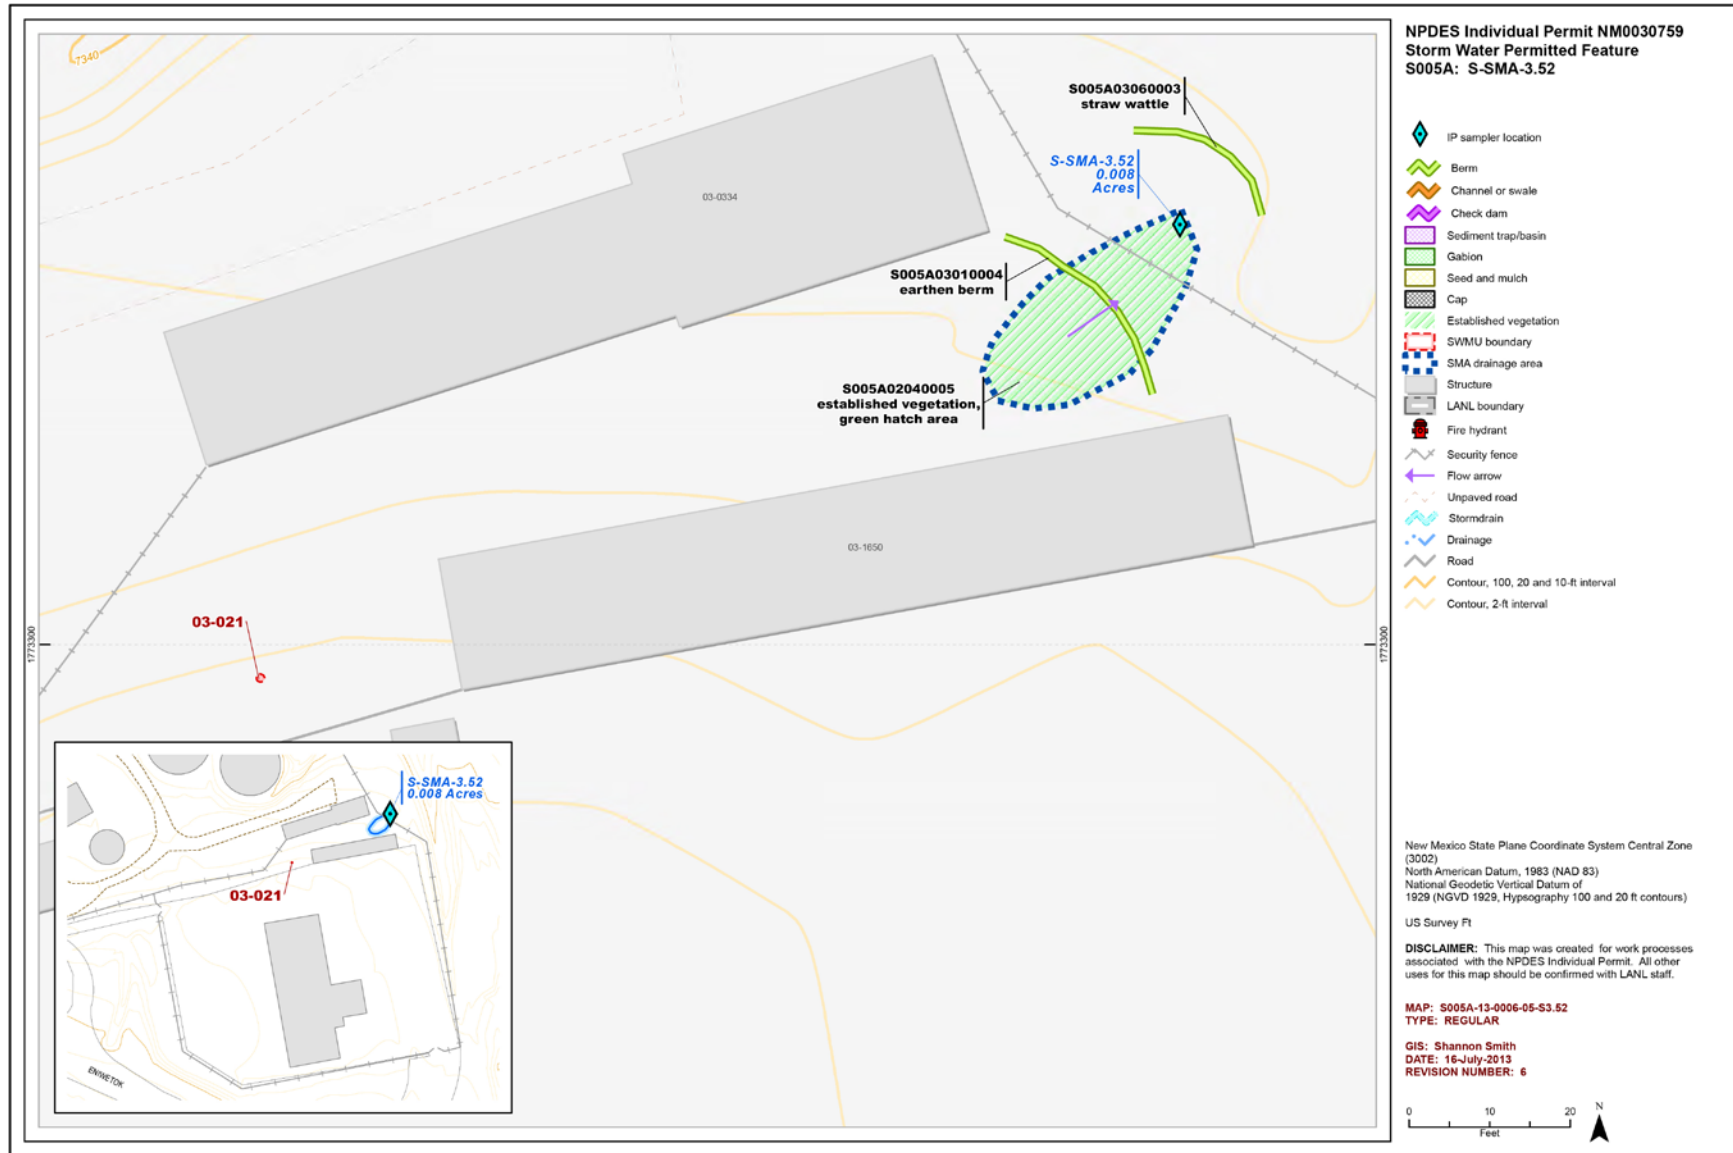 NPDES Individual Permit NM0030759
Storm Water Permitted Feature
S005A: S-SMA-3.52
7340
S005A03060003
straw wattle
S-SMA-3.52
0.008
Acres
03-0334
S005A03010004
earthen berm
S005A02040005
established vegetation,
green hatch area
03-1650
03-021
1773300
1773300
S-SMA-3.52
0.008 Acres
03-021
ENIWETOK
IP sampler location
Berm
Channel or swale
Check dam
Sediment trap/basin
Gabion
Seed and mulch
Cap
Established vegetation
SWMU boundary
SMA drainage area
Structure
LANL boundary
Fire hydrant
Security fence
Flow arrow
Unpaved road
Stormdrain
Drainage
Road
Contour, 100, 20 and 10-ft interval
Contour, 2-ft interval
New Mexico State Plane Coordinate System Central Zone
(3002)
North American Datum, 1983 (NAD 83)
National Geodetic Vertical Datum of
1929 (NGVD 1929, Hypsography 100 and 20 ft contours)
US Survey Ft
DISCLAIMER: This map was created for work processes
associated with the NPDES Individual Permit. All other
uses for this map should be confirmed with LANL staff.
MAP: S005A-13-0006-05-S3.52
TYPE: REGULAR
GIS: Shannon Smith
DATE: 16-July-2013
REVISION NUMBER: 6
0 10 20
Feet
N